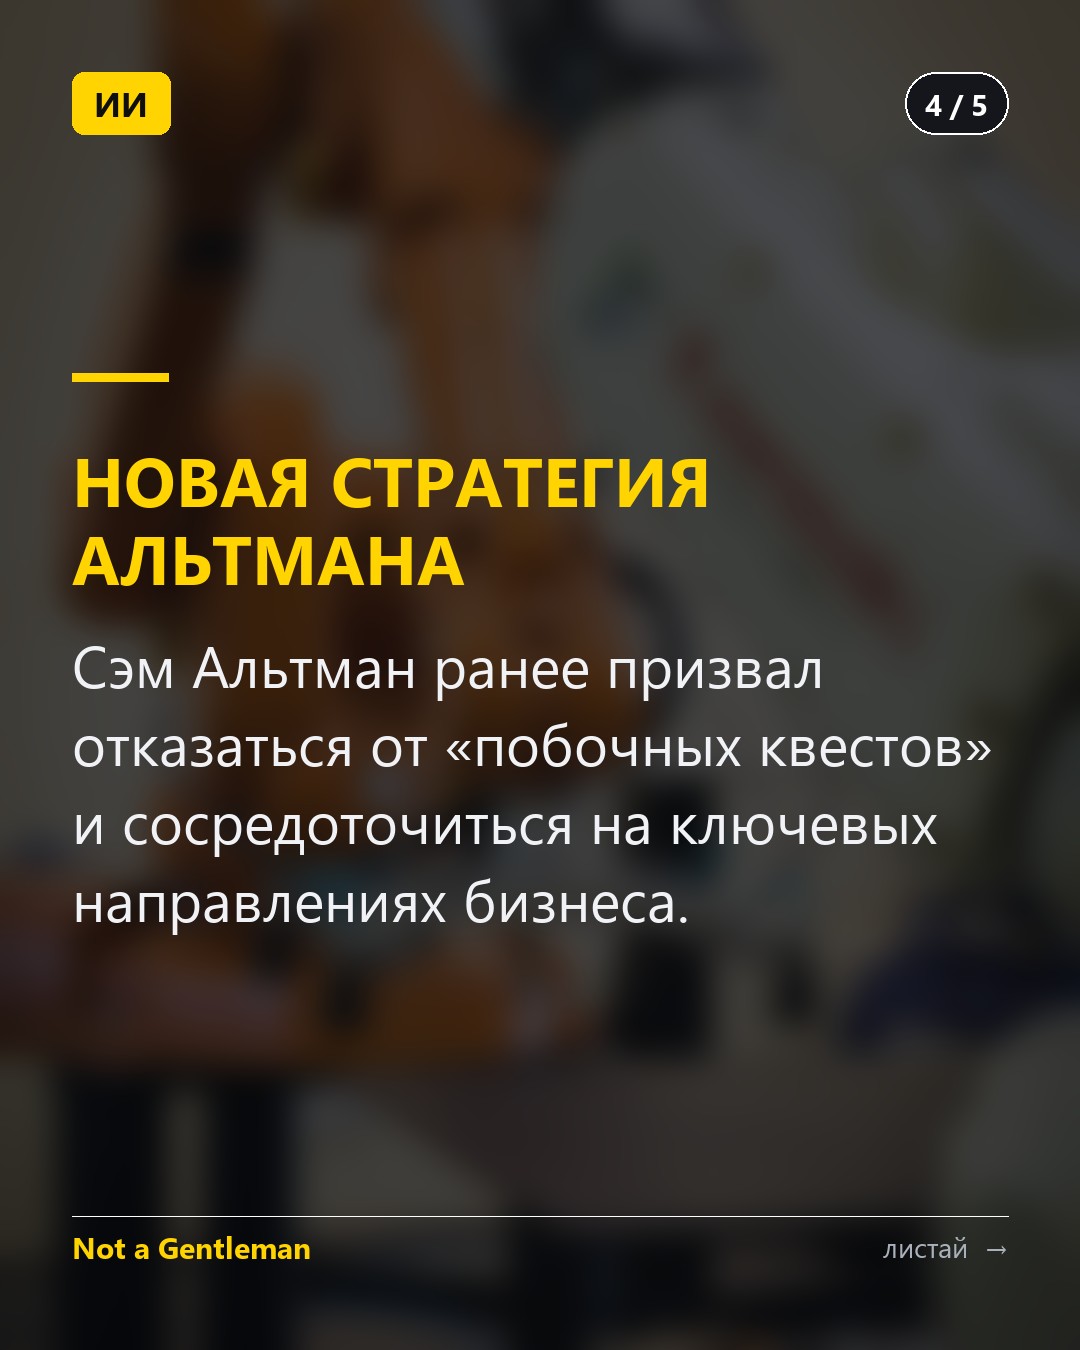 ИИ
4 / 5
НОВАЯ СТРАТЕГИЯ
АЛЬТМАНА
Сэм Альтман ранее призвал
отказаться от «побочных квестов»
и сосредоточиться на ключевых
направлениях бизнеса.
Not a Gentleman
листай →